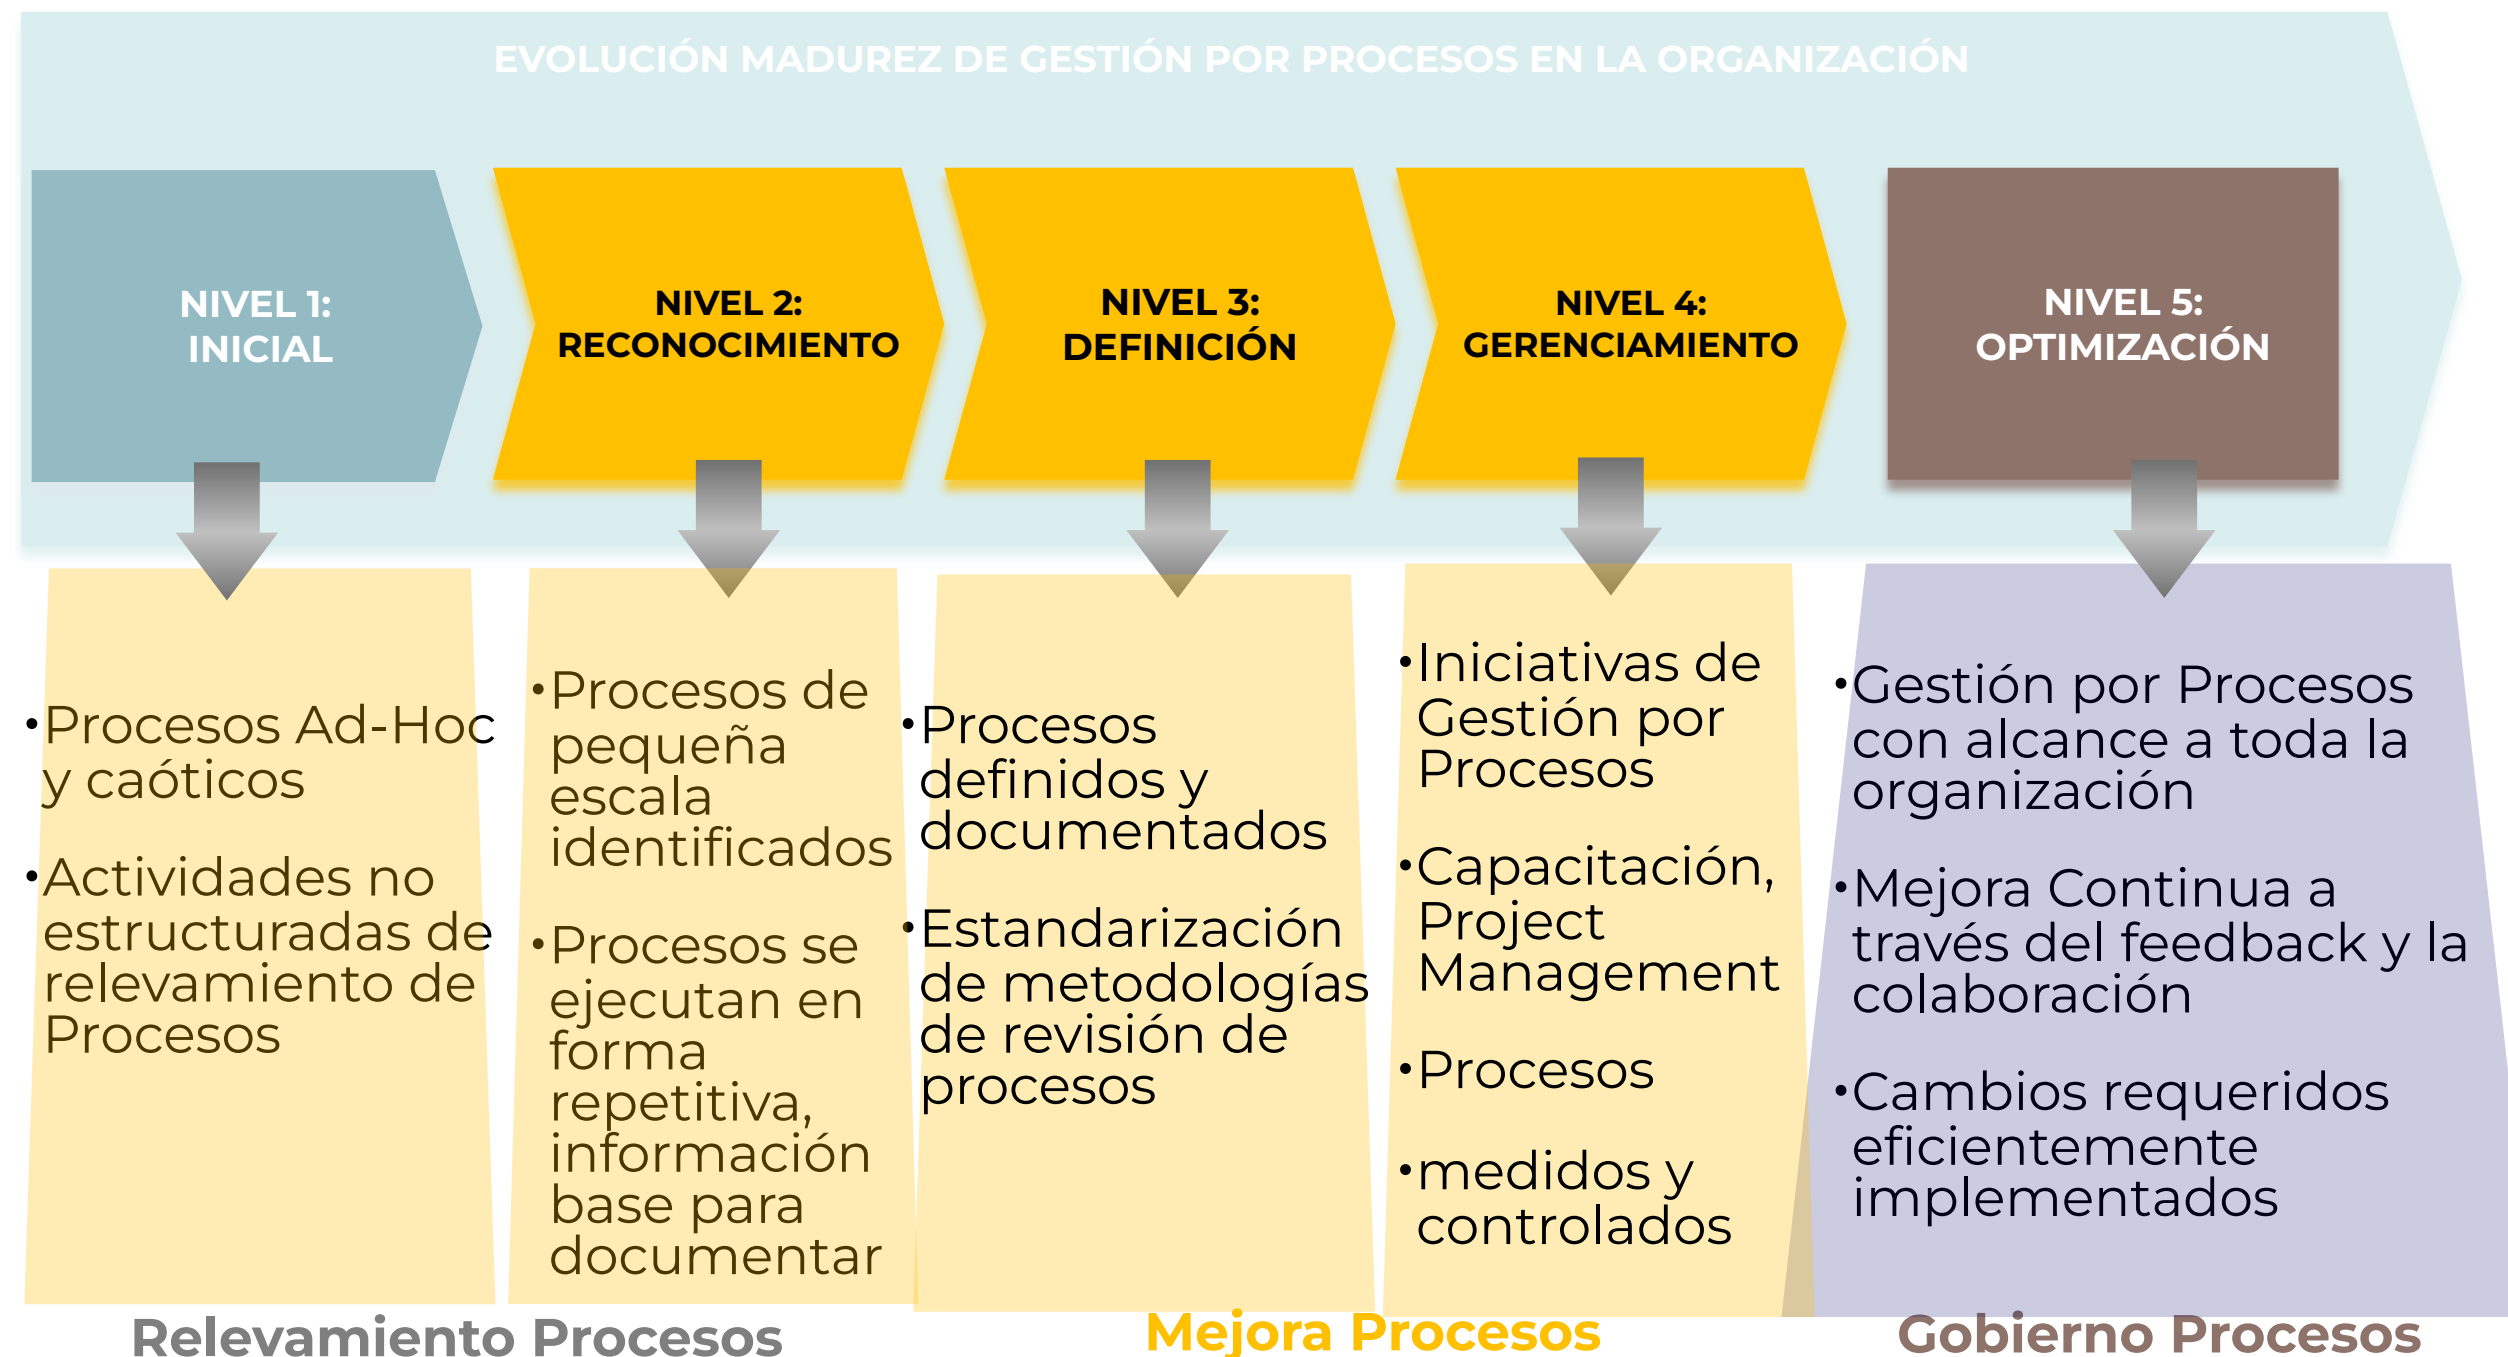 EVOLUCIÓN MADUREZ DE GESTIÓN POR PROCESOS EN LA ORGANIZACIÓN
NIVEL 1:
INICIAL
NIVEL 2:
RECONOCIMIENTO
NIVEL 3:
DEFINICIÓN
NIVEL 4:
GERENCIAMIENTO
NIVEL 5:
OPTIMIZACIÓN
•Procesos Ad-Hoc
y caóticos
•Actividades no
estructuradas de
relevamiento de
Procesos
•Procesos de
pequeña
escala
identificados
•Procesos se
ejecutan en
forma
repetitiva,
información
base para
documentar
•Procesos
definidos y
documentados
•Estandarización
de metodologías
de revisión de
procesos
•Iniciativas de
Gestión por
Procesos
•Capacitación,
Project
Management
•Procesos
•medidos y
controlados
•Gestión por Procesos
con alcance a toda la
organización
•Mejora Continua a
través del feedback y la
colaboración
•Cambios requeridos
eficientemente
implementados
Relevamiento Procesos
Mejora Procesos
Gobierno Procesos